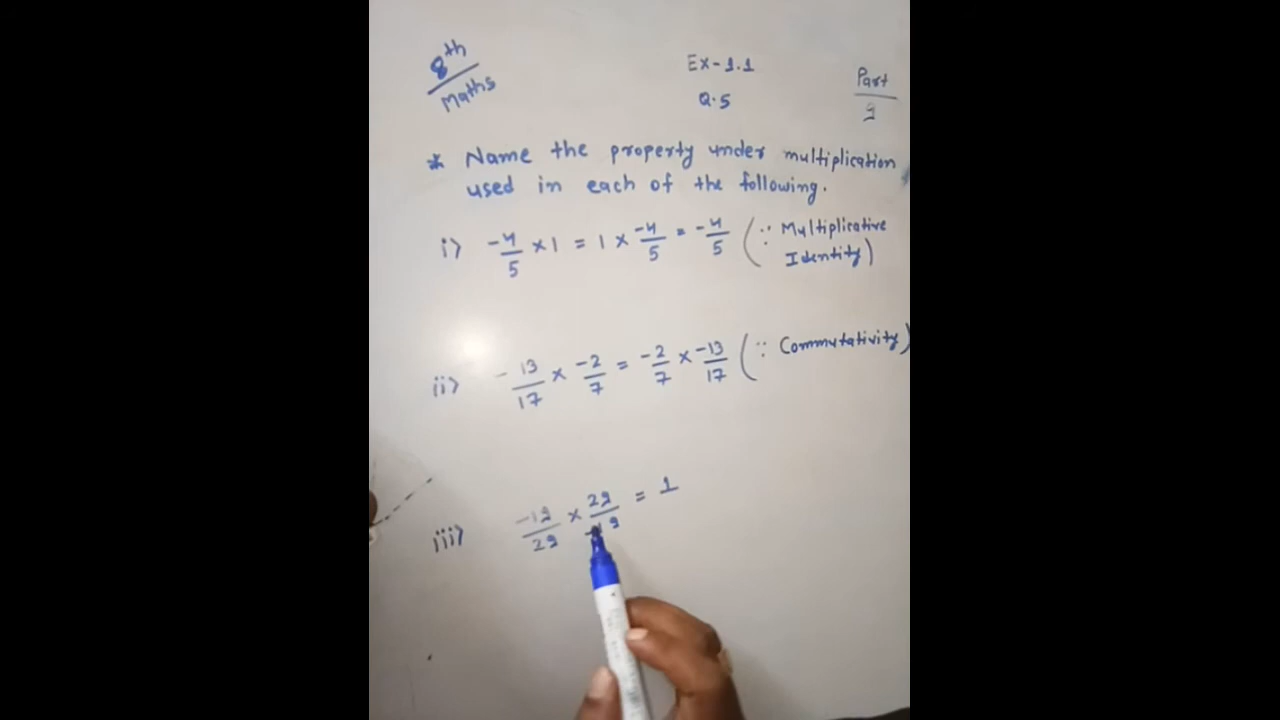 8th
Maths
Ex-1.1
Q.5
Part
9
* Name the property under multiplication
used in each of the following.
i) -4/5 × 1 = 1 × -4/5 = -4/5 (∵ Multiplicative
Identity)
ii) -13/17 × -2/7 = -2/7 × -13/17 (∵ Commutativity)
iii) -19/29 × 29/-19 = 1